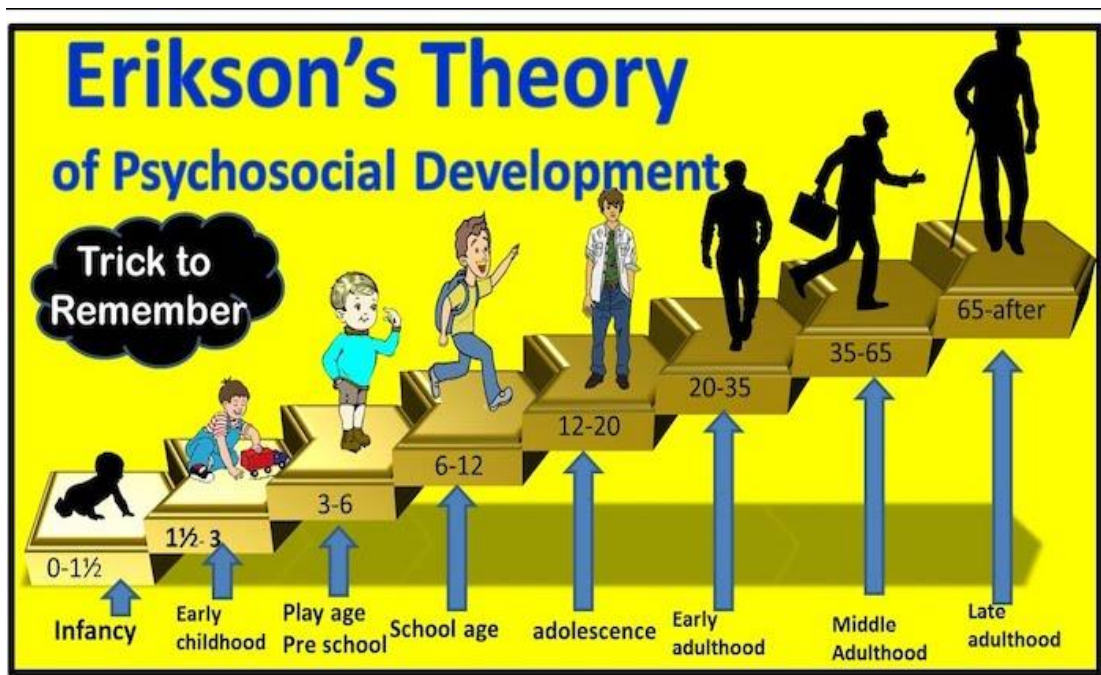 Erikson's Theory
of Psychosocial Development
Trick to
Remember
0-1½
1½- 3
3-6
6-12
12-20
20-35
35-65
65-after
Infancy
Early
childhood
Play age
Pre school
School age
adolescence
Early
adulthood
Middle
Adulthood
Late
adulthood